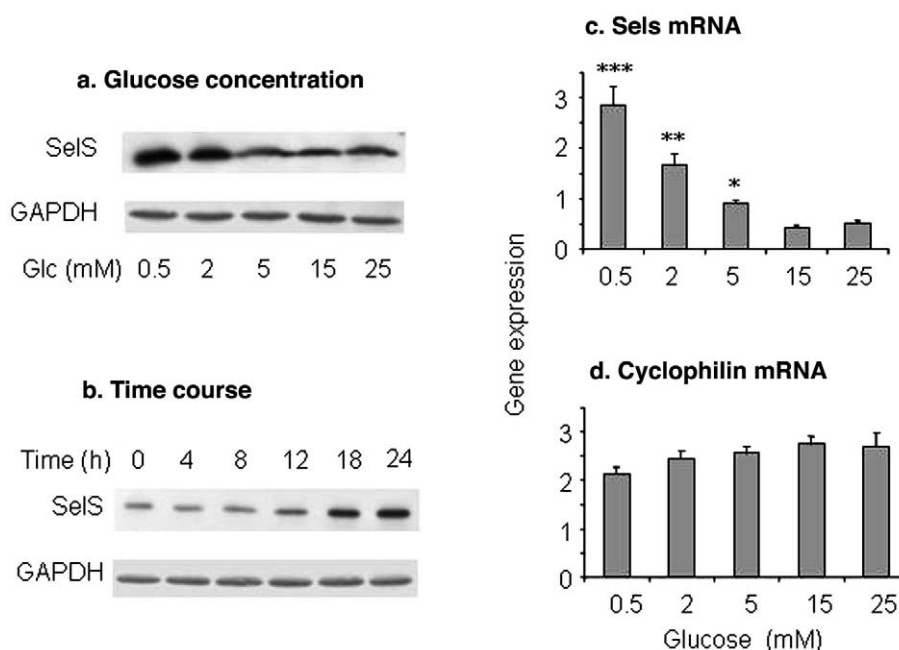 a. Glucose concentration
SelS
GAPDH
Glc (mM) 0.5 2 5 15 25
b. Time course
Time (h) 0 4 8 12 18 24
SelS
GAPDH
c. Sels mRNA
Gene expression
3
2
1
0
*** ** *
0.5 2 5 15 25
d. Cyclophilin mRNA
3
2
1
0
0.5 2 5 15 25
Glucose (mM)